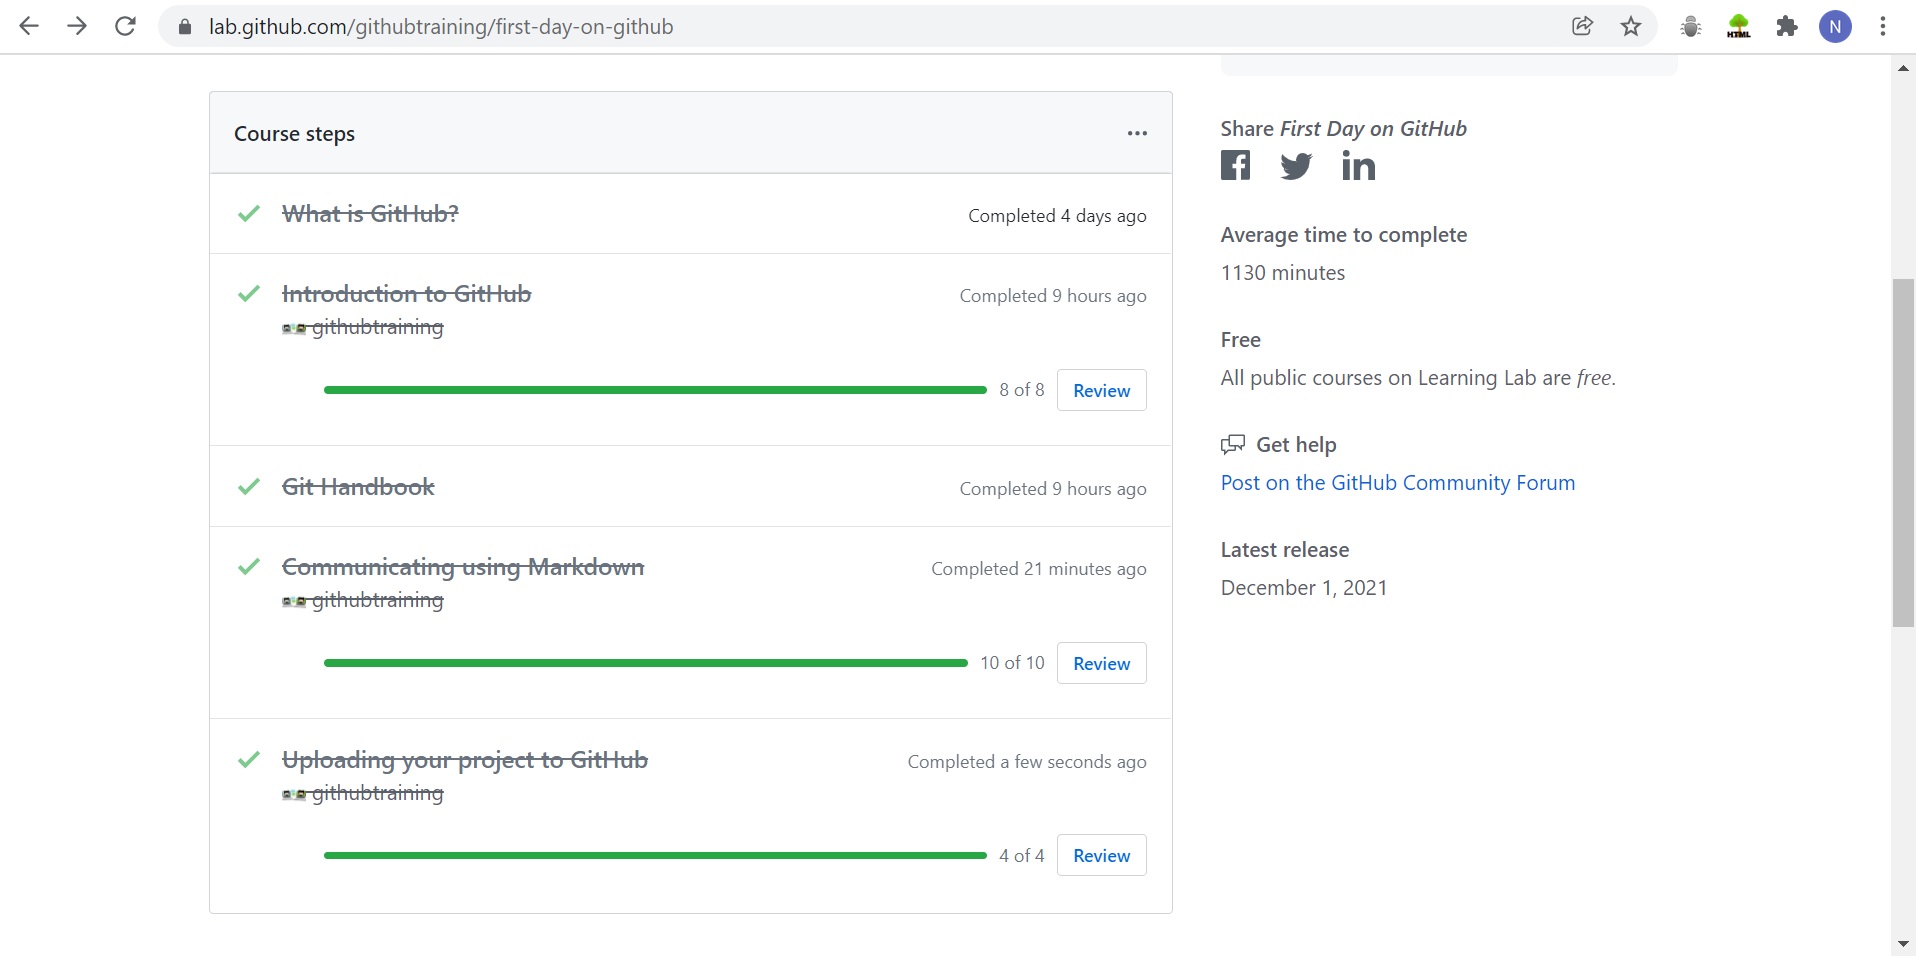 lab.github.com/githubtraining/first-day-on-github
HTML
N
Course steps
What is GitHub?
Completed 4 days ago
Introduction to GitHub
Completed 9 hours ago
githubtraining
8 of 8
Review
Git Handbook
Completed 9 hours ago
Communicating using Markdown
Completed 21 minutes ago
githubtraining
10 of 10
Review
Uploading your project to GitHub
Completed a few seconds ago
githubtraining
4 of 4
Review
Share First Day on GitHub
Average time to complete
1130 minutes
Free
All public courses on Learning Lab are free.
Get help
Post on the GitHub Community Forum
Latest release
December 1, 2021